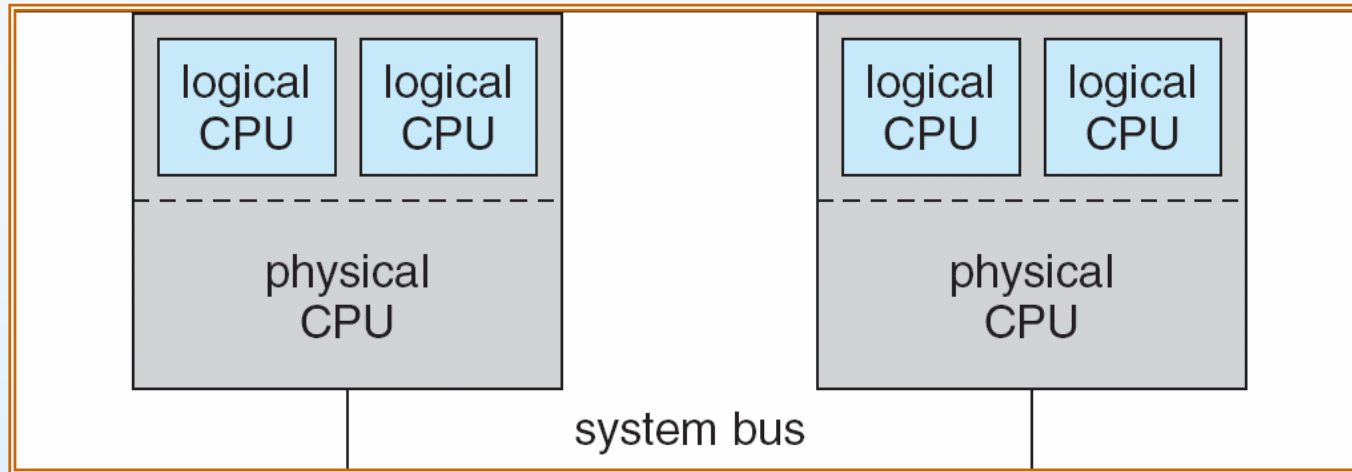 logical
CPU
logical
CPU
physical
CPU
logical
CPU
logical
CPU
physical
CPU
system bus